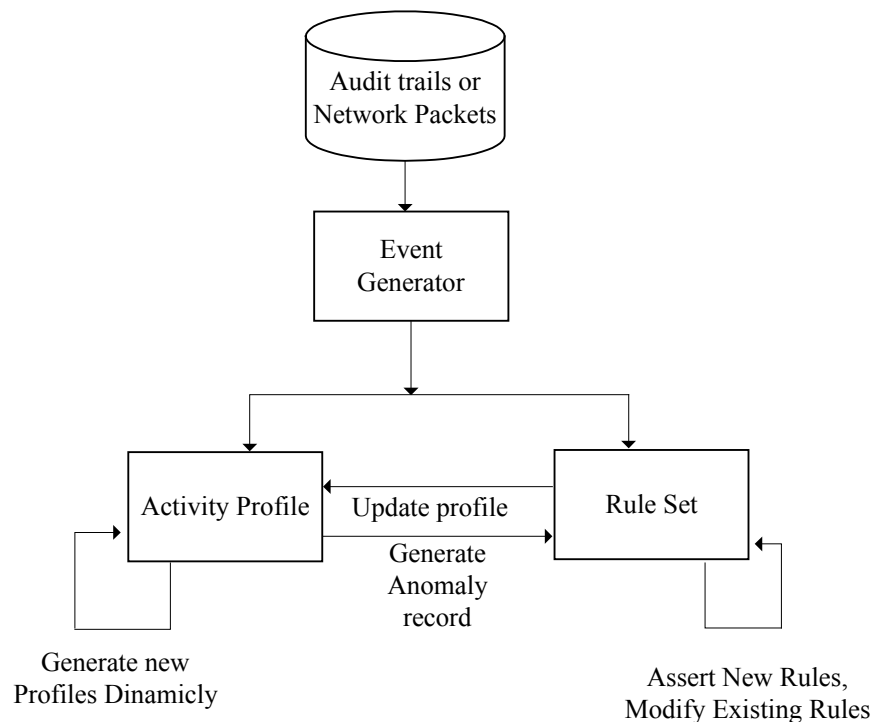 Audit trails or
Network Packets
Event
Generator
Activity Profile
Update profile
Generate
Anomaly
record
Rule Set
Generate new
Profiles Dinamicly
Assert New Rules,
Modify Existing Rules